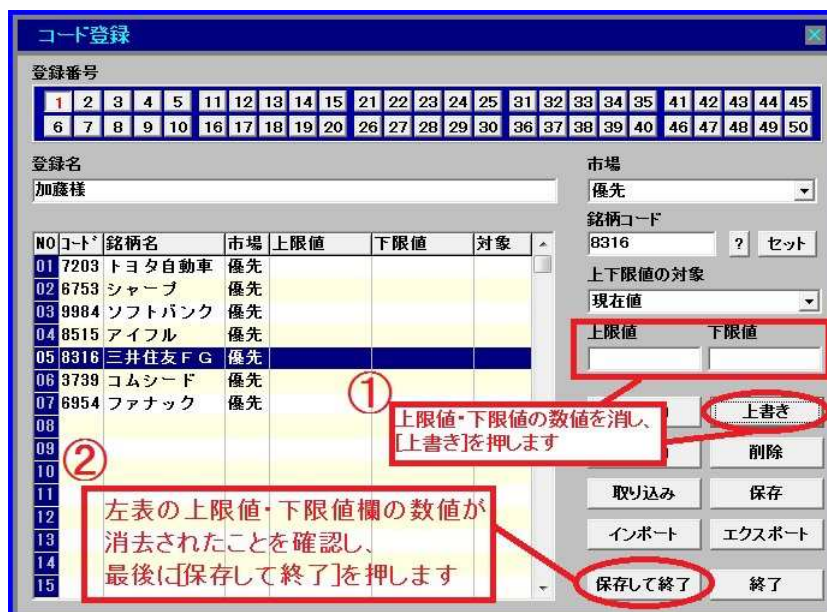 コード登録
登録番号
1 2 3 4 5 11 12 13 14 15 21 22 23 24 25 31 32 33 34 35 41 42 43 44 45
6 7 8 9 10 16 17 18 19 20 26 27 28 29 30 36 37 38 39 40 46 47 48 49 50
登録名
加藤様
市場
優先
銘柄コード
8316 ? セット
上下限値の対象
現在値
上限値 下限値
NO コード 銘柄名 市場 上限値 下限値 対象
01 7203 トヨタ自動車 優先
02 6753 シャープ 優先
03 9984 ソフトバンク 優先
04 8515 アイフル 優先
05 8316 三井住友FG 優先
06 3739 コムシード 優先
07 6954 ファナック 優先
08
09
10
11
12
13
14
15
①
上限値・下限値の数値を消し、
[上書き]を押します
②
左表の上限値・下限値欄の数値が
消去されたことを確認し、
最後に[保存して終了]を押します
上書き
削除
取り込み 保存
インポート エクスポート
保存して終了 終了